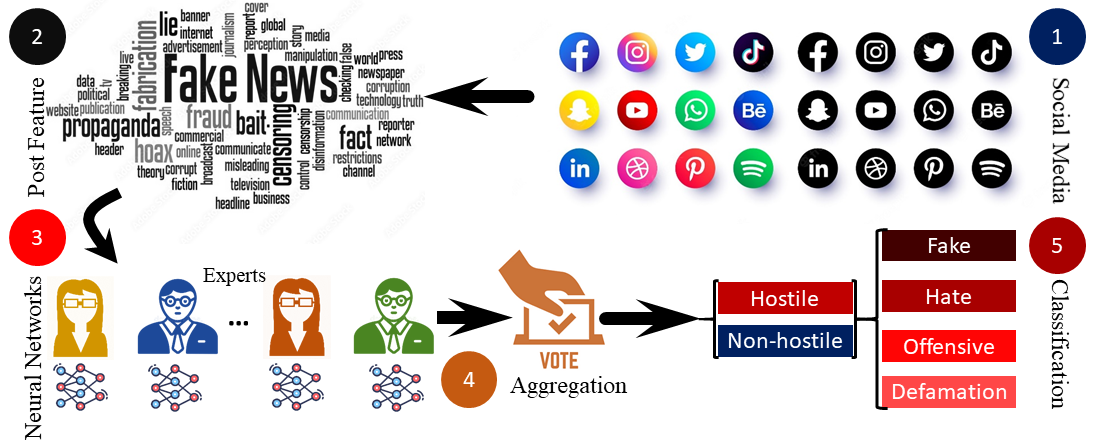 2
Post Feature
cover
banner
lie
internet
advertisement
journalism
report
global
story
perception
media
manipulation
false
checking
world
press
newspaper
corruption
technology
truth
communication
reporter
network
live
breaking
fabrication
Fake News
data
tv
political
website
publication
propaganda
speech
fraud
bait.
censoring
censorship
control
disinformation
fact
restrictions
channel
header
hoax
commercial
online
broadcast
communicate
misleading
theory
corrupt
fiction
television
business
headline
1
Social Media
Bē
Bē
in
in
3
Neural Networks
Experts
...
4
VOTE
Aggregation
Hostile
Non-hostile
5
Classification
Fake
Hate
Offensive
Defamation